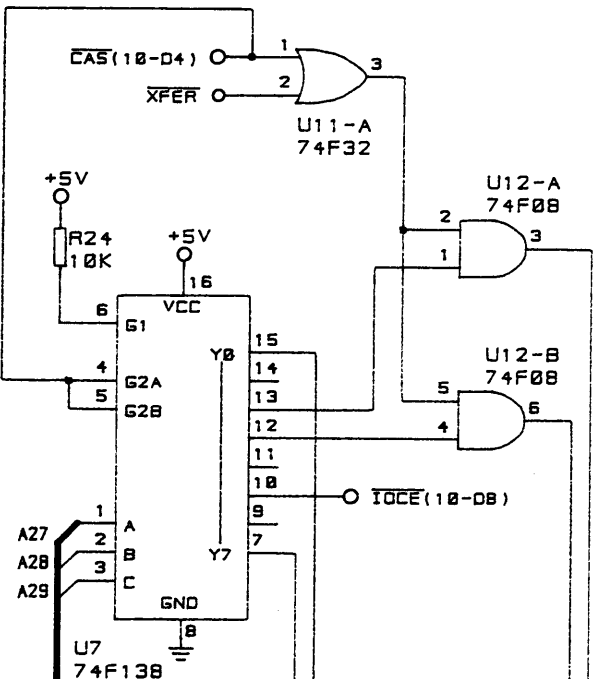 CAS(10-D4)
1
3
XFER
2
U11-A
74F32
+5V
U12-A
74F08
R24
10K
+5V
2
3
1
16
VCC
6
G1
15
Y0
4
G2A
14
5
G2B
13
12
11
U12-B
74F08
5
6
4
10
IOCE(10-D8)
9
A27
1
A
A28
2
B
Y7
7
A29
3
C
GND
8
U7
74F138